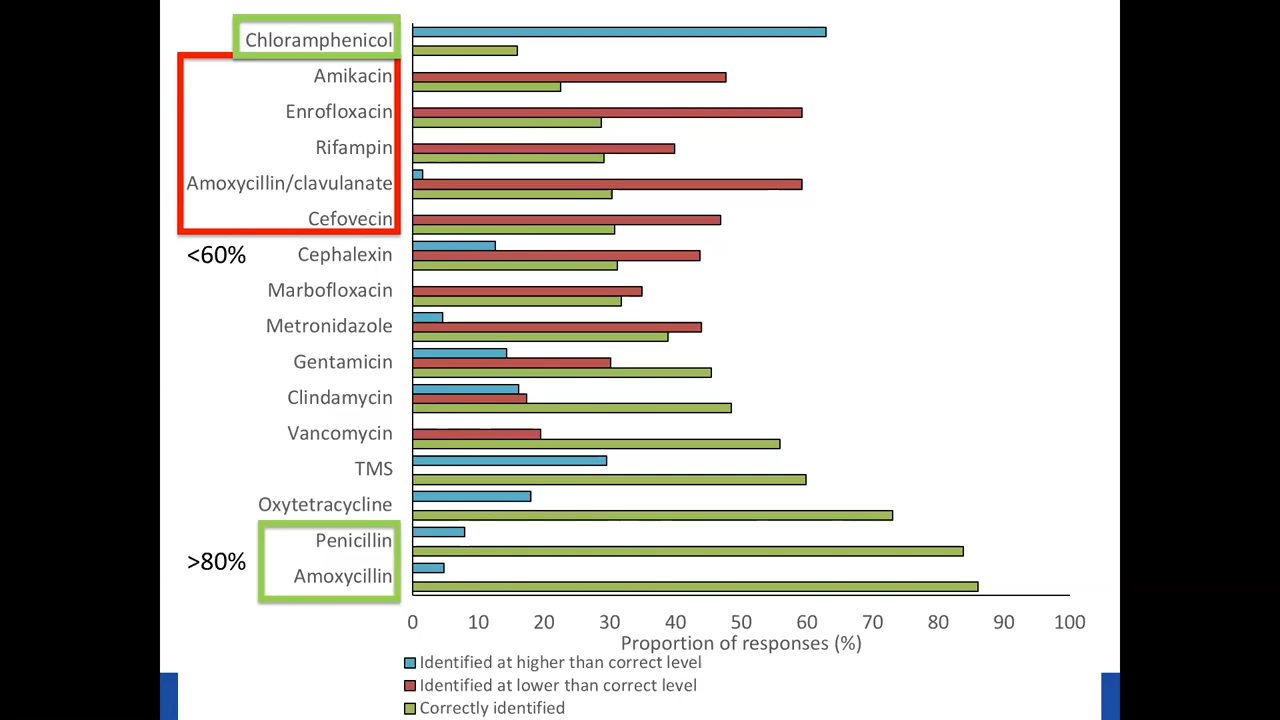 Chloramphenicol
Amikacin
Enrofloxacin
Rifampin
Amoxycillin/clavulanate
Cefovecin
<60%
Cephalexin
Marbofloxacin
Metronidazole
Gentamicin
Clindamycin
Vancomycin
TMS
Oxytetracycline
Penicillin
>80%
Amoxycillin
0 10 20 30 40 50 60 70 80 90 100
Proportion of responses (%)
Identified at higher than correct level
Identified at lower than correct level
Correctly identified